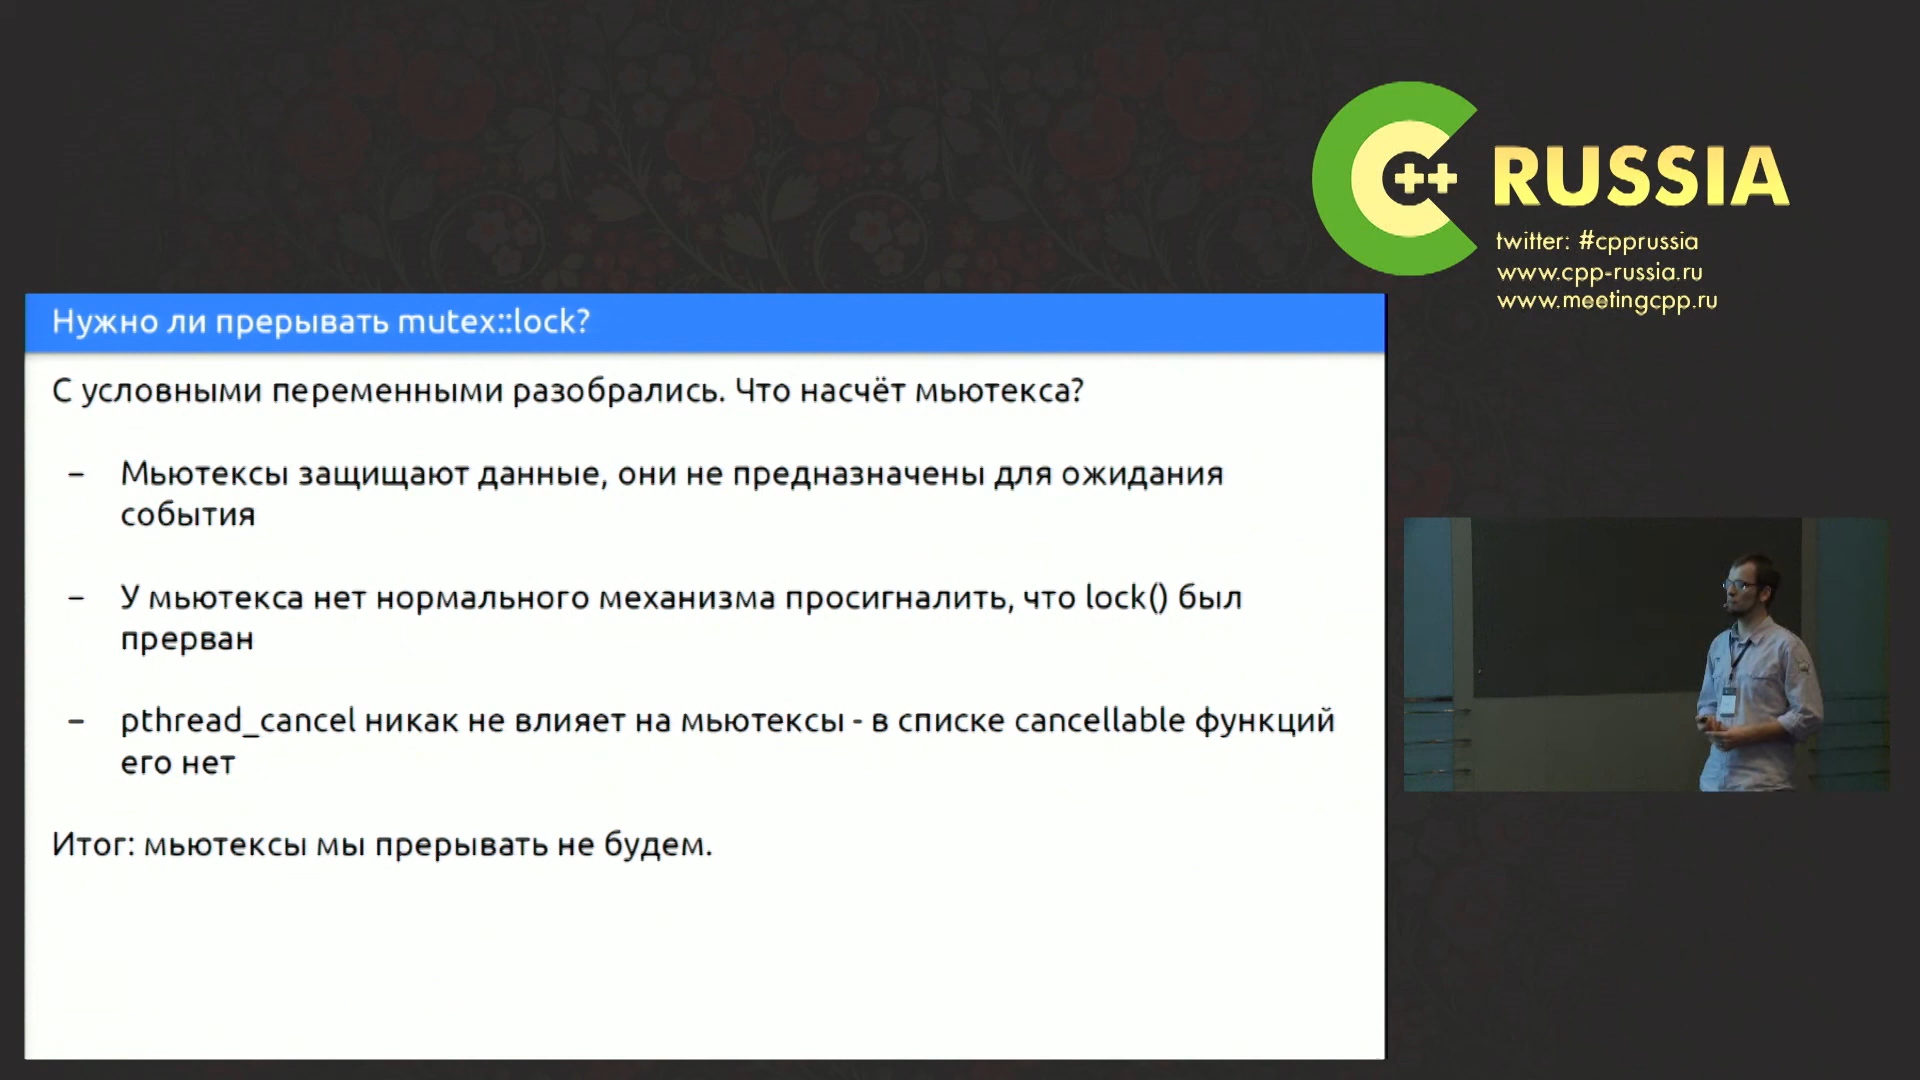 C++ RUSSIA
twitter: #cpprussia
www.cpp-russia.ru
www.meetingcpp.ru
Нужно ли прерывать mutex::lock?
С условными переменными разобрались. Что насчёт мьютекса?
– Мьютексы защищают данные, они не предназначены для ожидания
события
– У мьютекса нет нормального механизма просигналить, что lock() был
прерван
– pthread_cancel никак не влияет на мьютексы - в списке cancellable функций
его нет
Итог: мьютексы мы прерывать не будем.